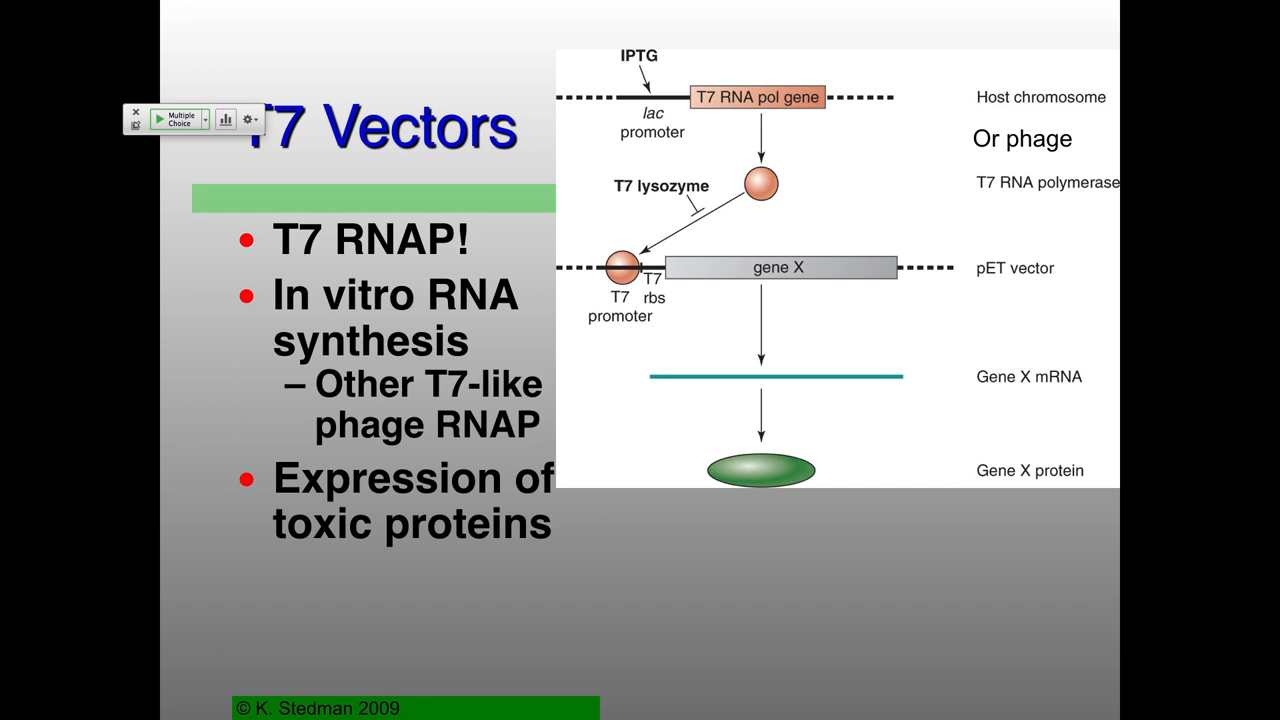 Multiple
Choice
T7 Vectors
• T7 RNAP!
• In vitro RNA
synthesis
– Other T7-like
phage RNAP
• Expression of
toxic proteins
IPTG
T7 RNA pol gene
Host chromosome
lac
promoter
Or phage
T7 lysozyme
T7 RNA polymerase
gene X
pET vector
T7
promoter
T7
rbs
Gene X mRNA
Gene X protein
© K. Stedman 2009